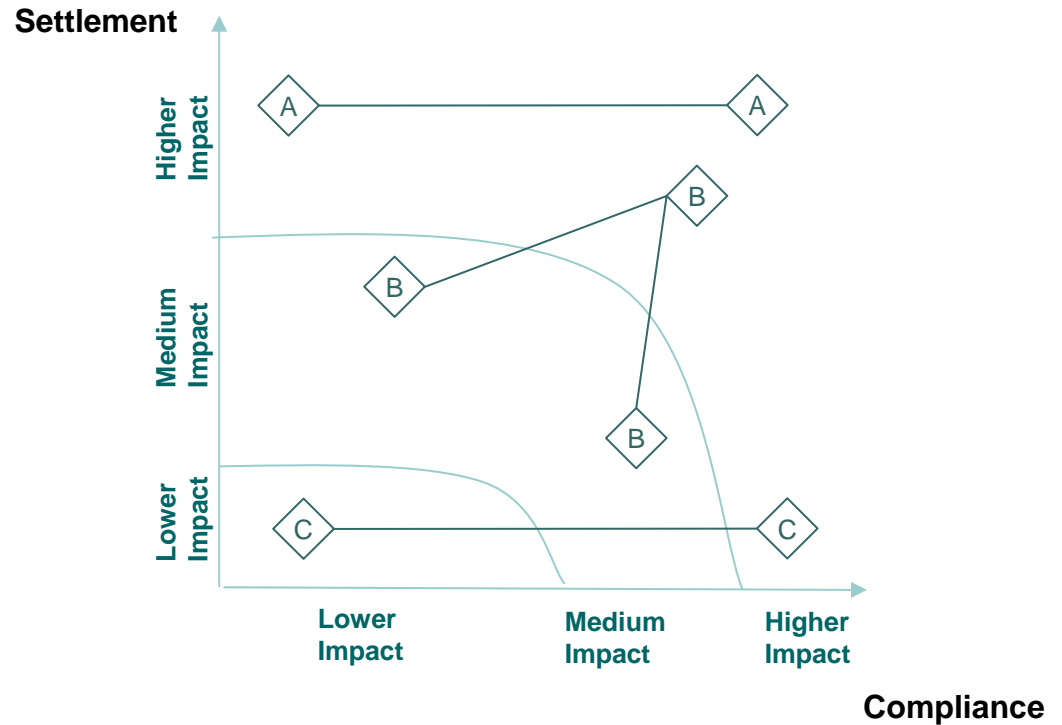 Settlement
Higher
Impact
A
A
B
B
Medium
Impact
B
Lower
Impact
C
C
Lower
Impact
Medium
Impact
Higher
Impact
Compliance